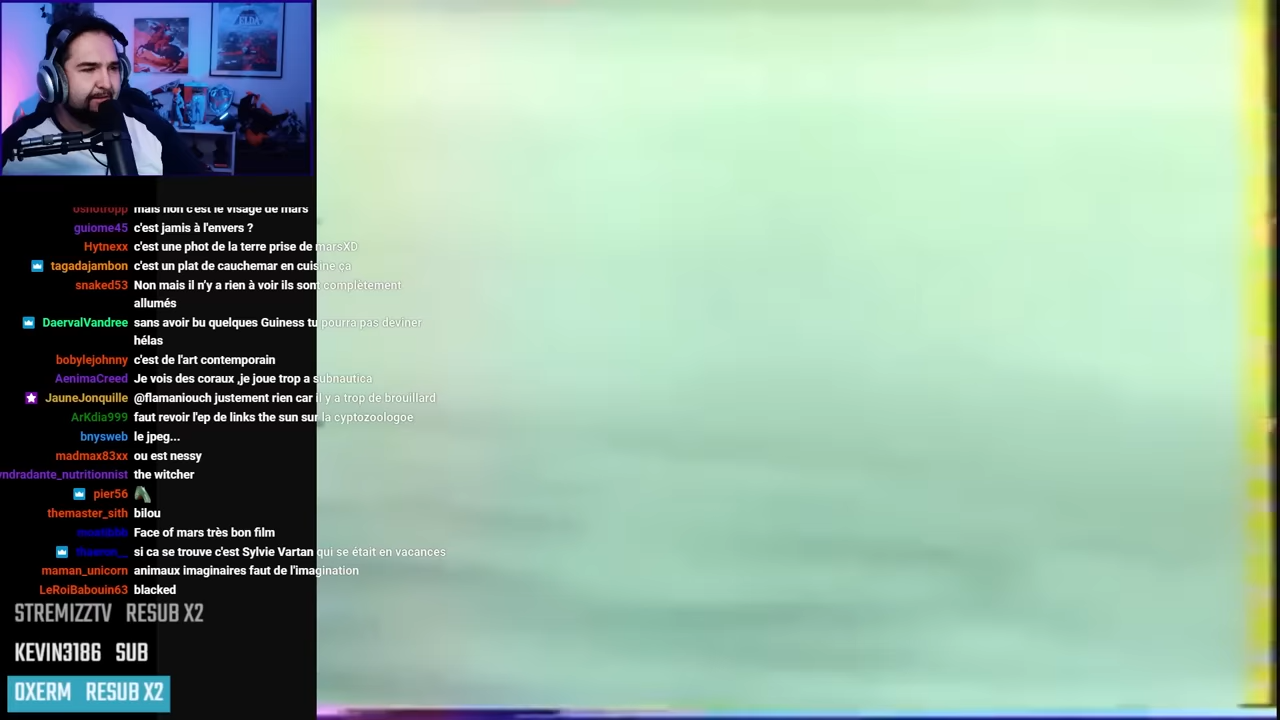 ELDA
mais non c'est le visage de mars
guiome45 c'est jamis à l'envers ?
Hytnexx c'est une phot de la terre prise de marsXD
tagadajambon c'est un plat de cauchemar en cuisine ça
snaked53 Non mais il n'y a rien à voir ils sont complètement
allumés
DaervalVandree sans avoir bu quelques Guiness tu pourra pas deviner
hélas
bobylejohnny c'est de l'art contemporain
AenimaCreed Je vois des coraux ,je joue trop a subnautica
JauneJonquille @flamaniouch justement rien car il y a trop de brouillard
ArKdia999 faut revoir l'ep de links the sun sur la cyptozoologoe
bnysweb le jpeg...
madmax83xx ou est nessy
yndradante_nutritionnist the witcher
pier56
themaster_sith bilou
Face of mars très bon film
si ca se trouve c'est Sylvie Vartan qui se était en vacances
maman_unicorn animaux imaginaires faut de l'imagination
LeRoiBabouin63 blacked
STREMIZZTV RESUB X2
KEVIN3186 SUB
OXERM RESUB X2